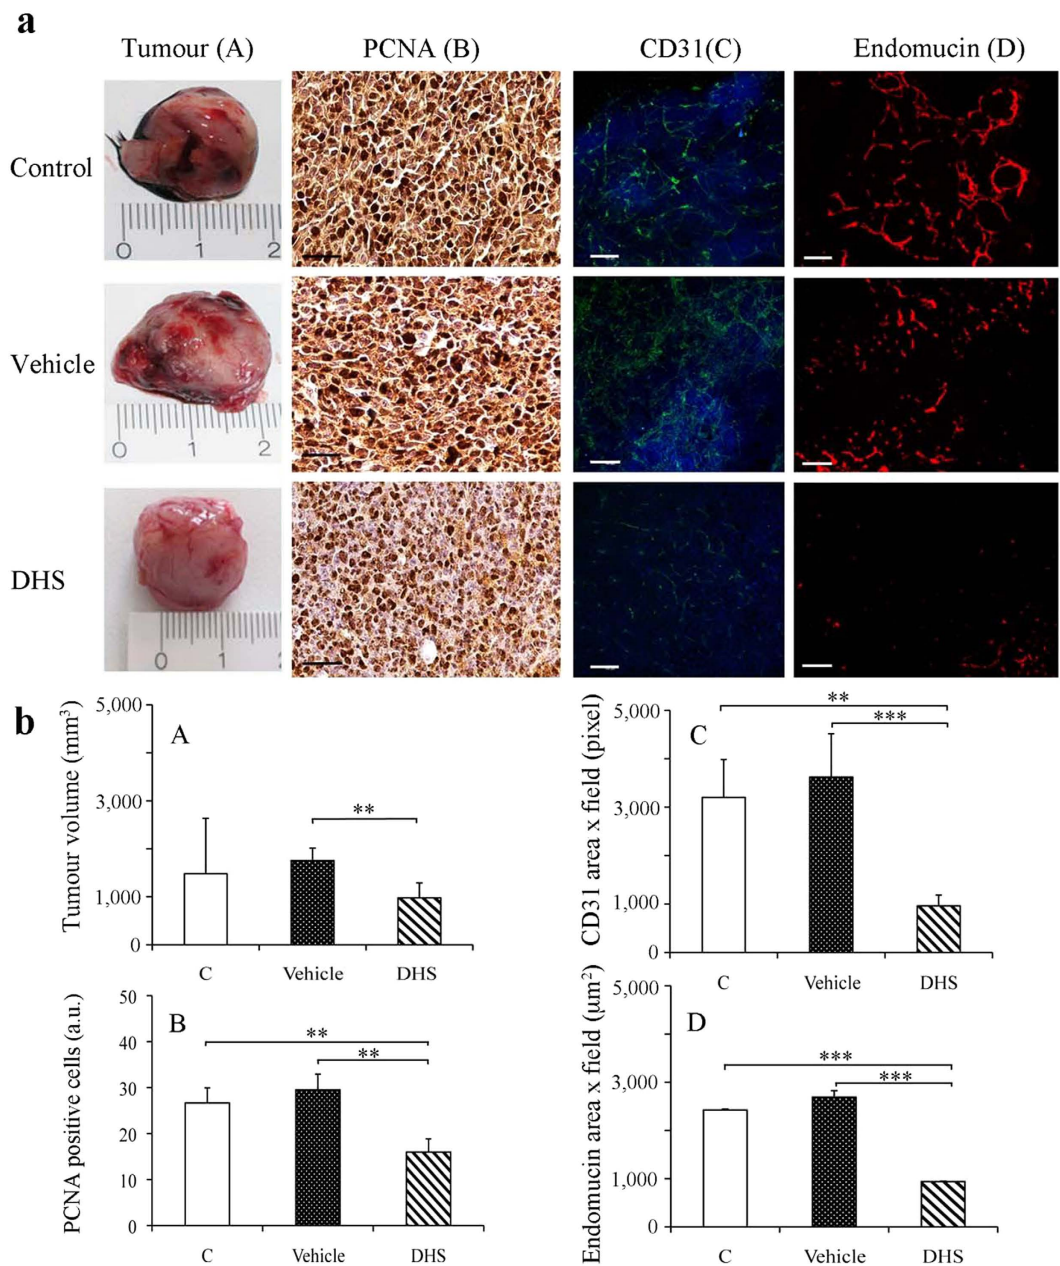 a
Tumour (A) PCNA (B) CD31(C) Endomucin (D)
Control
0 1 2
Vehicle
0 1 2
DHS
0 1
b
A
Tumour volume (mm³)
5,000
3,000
1,000
0
**
C Vehicle DHS
C
CD31 area x field (pixel)
5,000
3,000
1,000
0
**
***
C Vehicle DHS
B
PCNA positive cells (a.u.)
50
40
30
20
10
0
**
**
C Vehicle DHS
D
Endomucin area x field (µm²)
5,000
3,000
1,000
0
***
***
C Vehicle DHS